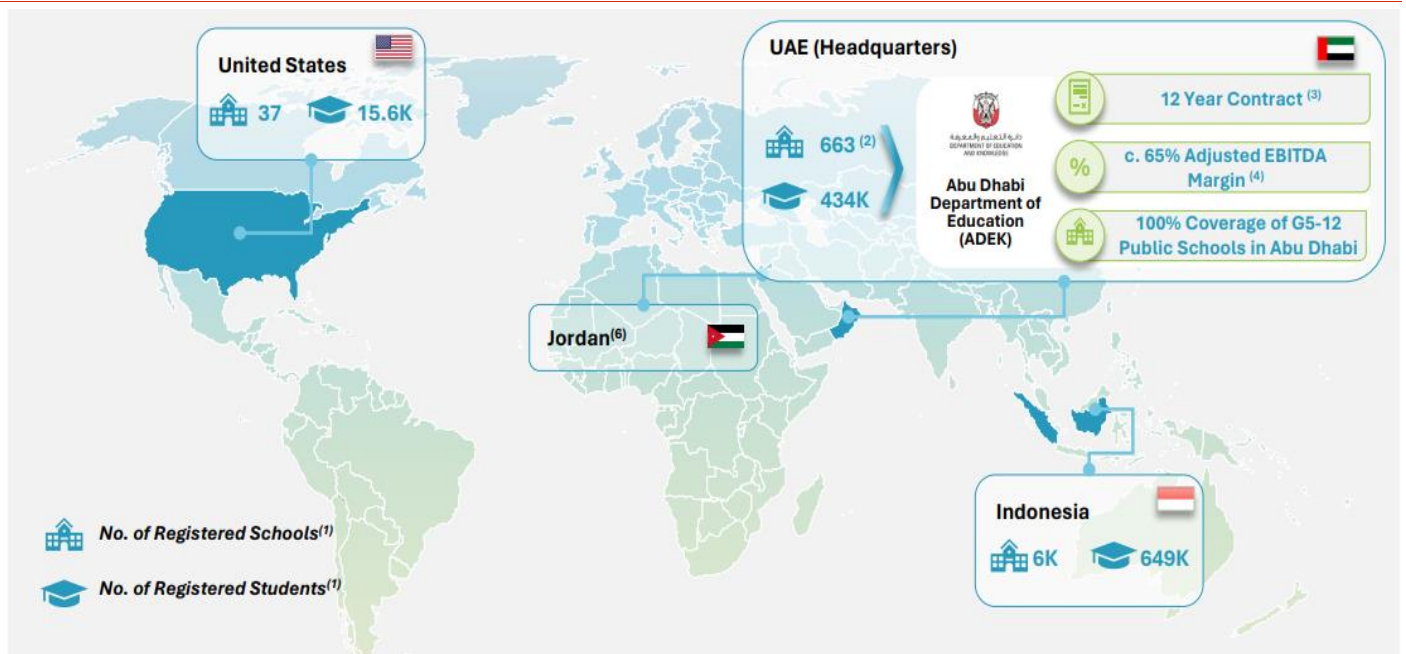 United States
37
15.6K
UAE (Headquarters)
663 (2)
434K
DEPARTMENT OF EDUCATION
AND KNOWLEDGE
Abu Dhabi
Department of
Education
(ADEK)
12 Year Contract (3)
%
c. 65% Adjusted EBITDA
Margin (4)
100% Coverage of G5-12
Public Schools in Abu Dhabi
Jordan(6)
Indonesia
6K
649K
No. of Registered Schools(1)
No. of Registered Students(1)